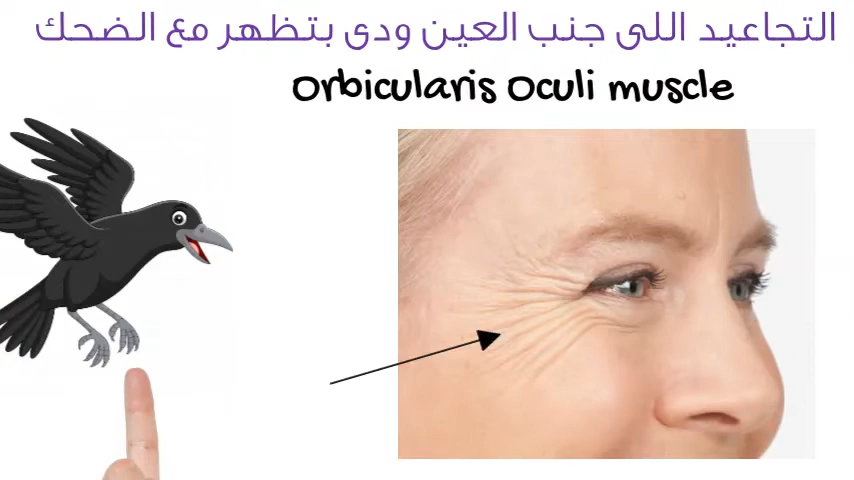 التجاعيد اللى جنب العين ودى بتظهر مع الضحك
Orbicularis Oculi muscle